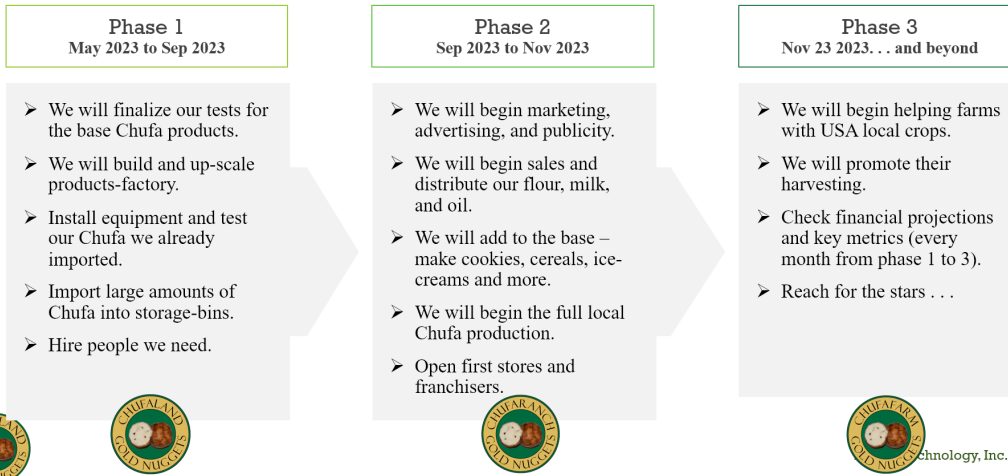 Phase 1
May 2023 to Sep 2023
➢ We will finalize our tests for
the base Chufa products.
➢ We will build and up-scale
products-factory.
➢ Install equipment and test
our Chufa we already
imported.
➢ Import large amounts of
Chufa into storage-bins.
➢ Hire people we need.
Phase 2
Sep 2023 to Nov 2023
➢ We will begin marketing,
advertising, and publicity.
➢ We will begin sales and
distribute our flour, milk,
and oil.
➢ We will add to the base –
make cookies, cereals, ice-
creams and more.
➢ We will begin the full local
Chufa production.
➢ Open first stores and
franchisers.
Phase 3
Nov 23 2023. . . and beyond
➢ We will begin helping farms
with USA local crops.
➢ We will promote their
harvesting.
➢ Check financial projections
and key metrics (every
month from phase 1 to 3).
➢ Reach for the stars . . .
CHUFALAND
GOLD NUGGETS
CHUFARANCH
GOLD NUGGETS
CHUFAFARM
GOLD NUGGETS
chnology, Inc.